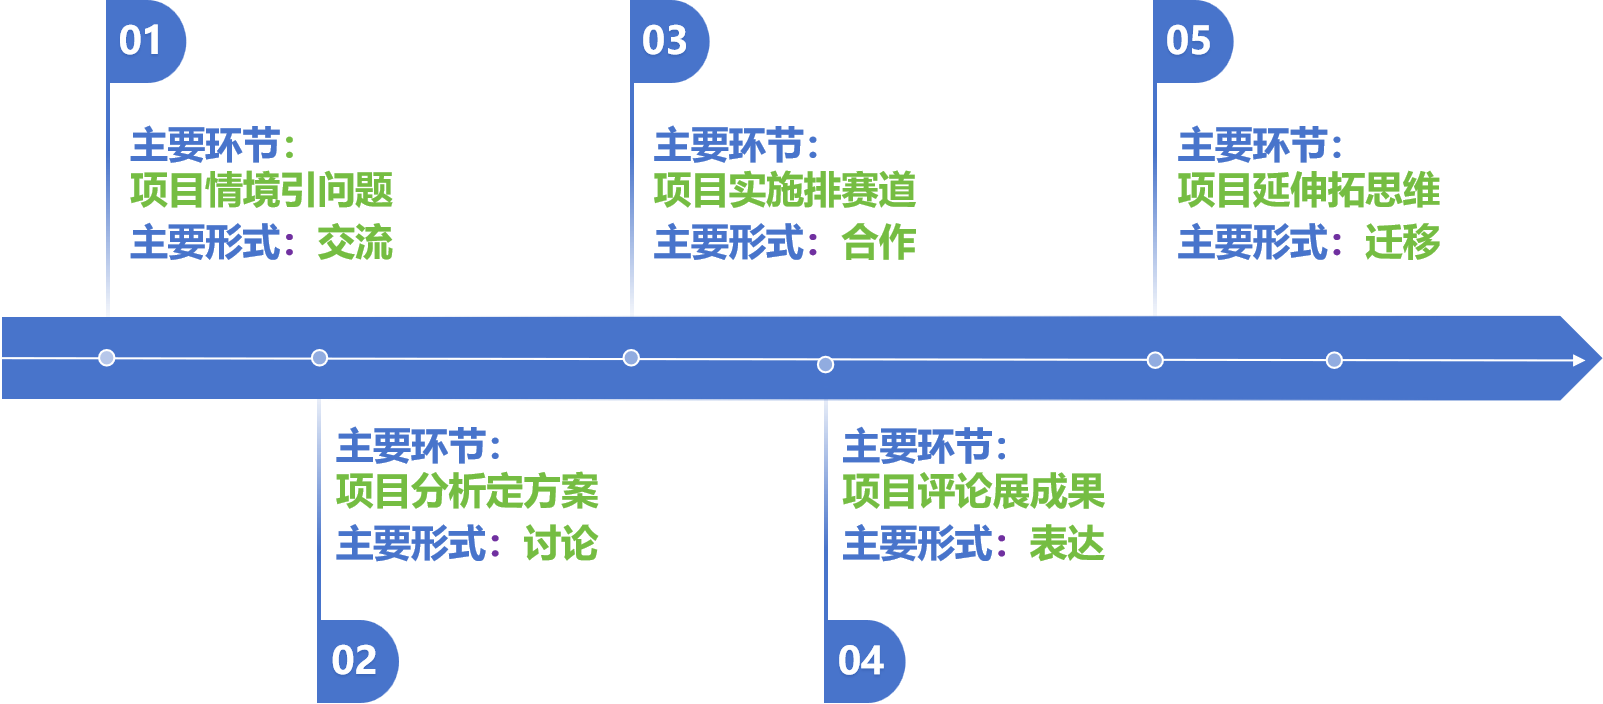 01
主要环节：
项目情境引问题
主要形式：交流
02
主要环节：
项目分析定方案
主要形式：讨论
03
主要环节：
项目实施排赛道
主要形式：合作
04
主要环节：
项目评论展成果
主要形式：表达
05
主要环节：
项目延伸拓思维
主要形式：迁移